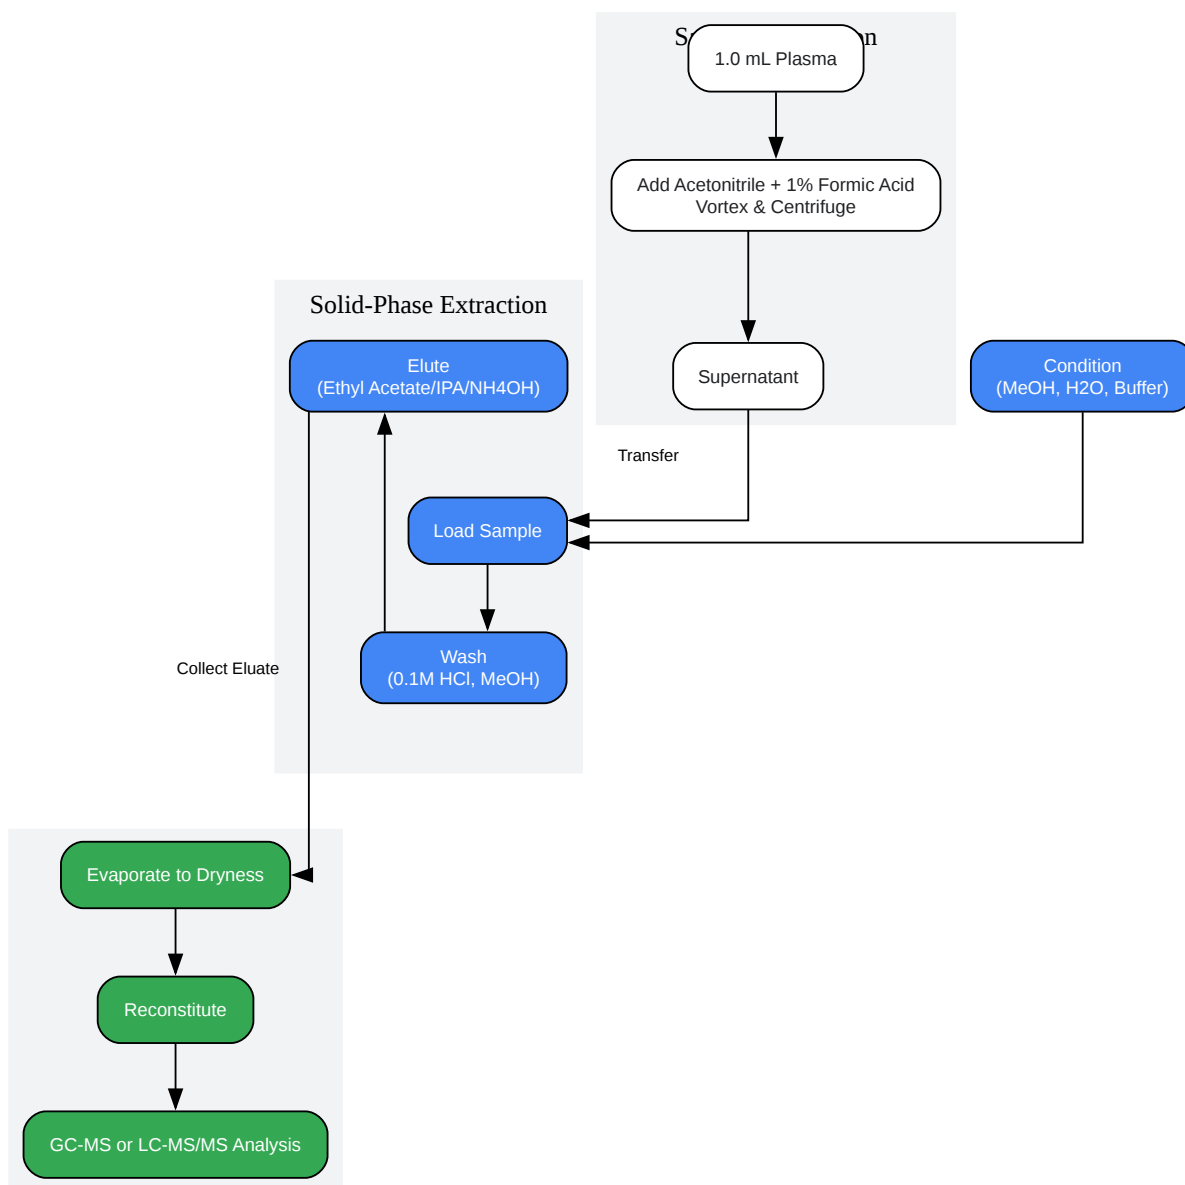 1.0 mL Plasma
Add Acetonitrile + 1% Formic Acid
Vortex & Centrifuge
Supernatant
Transfer
Condition
(MeOH, H2O, Buffer)
Solid-Phase Extraction
Elute
(Ethyl Acetate/IPA/NH4OH)
Load Sample
Wash
(0.1M HCl, MeOH)
Collect Eluate
Evaporate to Dryness
Reconstitute
GC-MS or LC-MS/MS Analysis